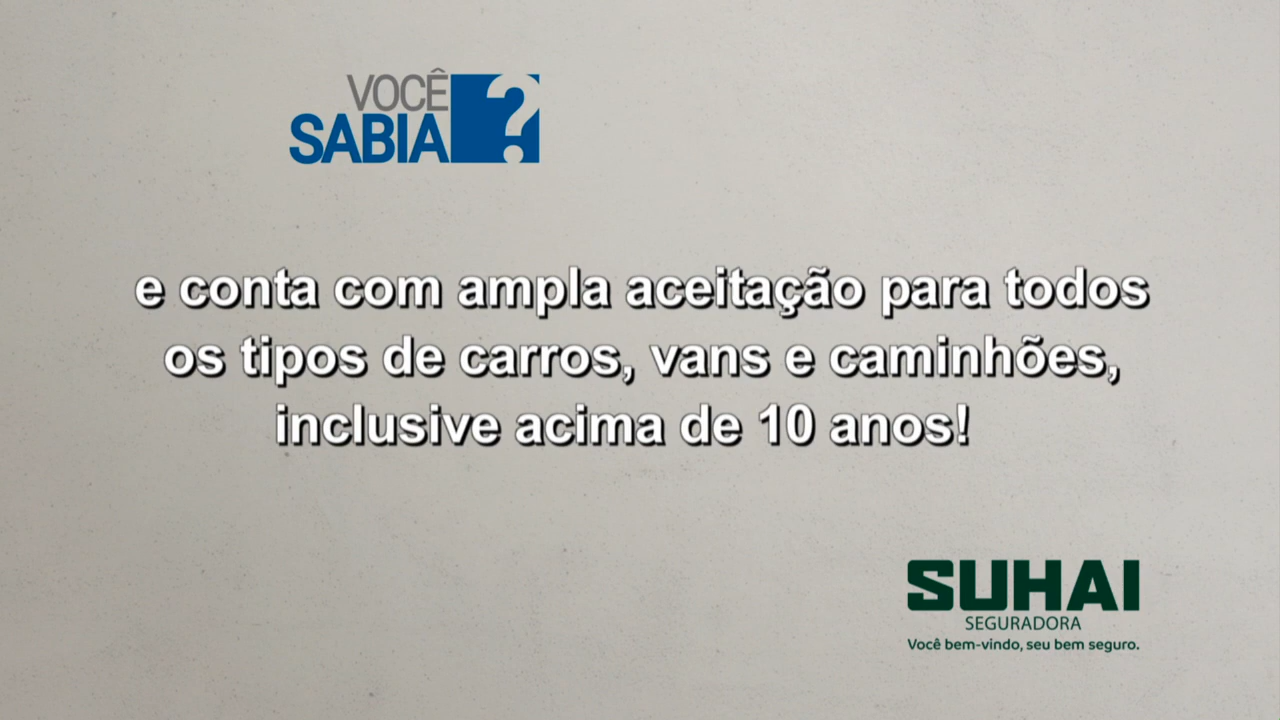 VOCÊ
SABIA?
e conta com ampla aceitação para todos
os tipos de carros, vans e caminhões,
inclusive acima de 10 anos!
SUHAI
SEGURADORA
Você bem-vindo, seu bem seguro.